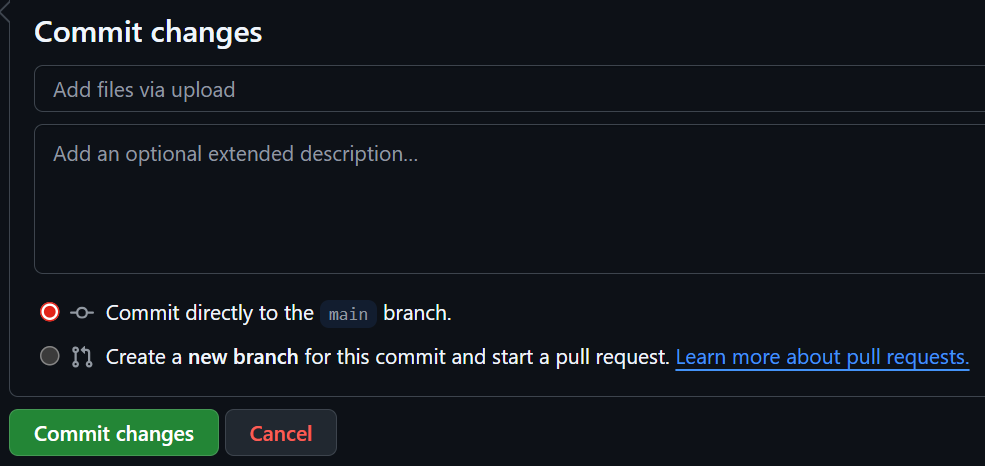 Commit changes
Add files via upload
Add an optional extended description...
Commit directly to the main branch.
Create a new branch for this commit and start a pull request. Learn more about pull requests.
Commit changes Cancel